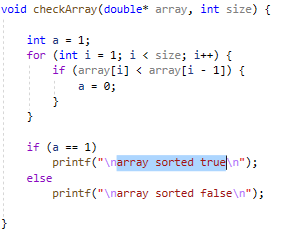 void checkArray(double* array, int size) {
int a = 1;
for (int i = 1; i < size; i++) {
if (array[i] < array[i - 1]) {
a = 0;
}
}
if (a == 1)
printf("\narray sorted true\n");
else
printf("\narray sorted false\n");
}